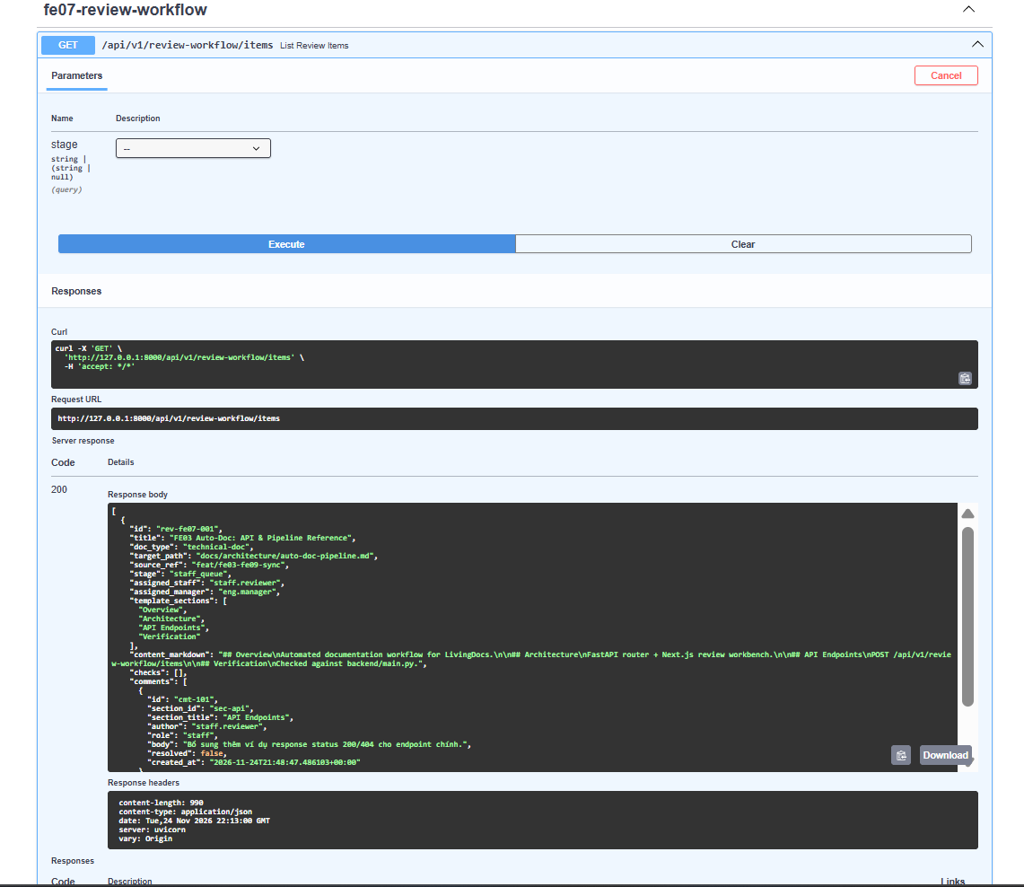 fe07-review-workflow
GET /api/v1/review-workflow/items List Review Items
Parameters
Cancel
Name Description
stage
string |
(string |
null)
(query)
--
Execute
Clear
Responses
Curl
curl -X 'GET' \
'http://127.0.0.1:8000/api/v1/review-workflow/items' \
-H 'accept: */*'
Request URL
http://127.0.0.1:8000/api/v1/review-workflow/items
Server response
Code Details
200
Response body
[
{
"id": "rev-fe07-001",
"title": "FE03 Auto-Doc: API & Pipeline Reference",
"doc_type": "technical-doc",
"target_path": "docs/architecture/auto-doc-pipeline.md",
"source_ref": "feat/fe03-fe09-sync",
"stage": "staff_queue",
"assigned_staff": "staff.reviewer",
"assigned_manager": "eng.manager",
"template_sections": [
"Overview",
"Architecture",
"API Endpoints",
"Verification"
],
"content_markdown": "## Overview\nAutomated documentation workflow for LivingDocs.\n\n## Architecture\nFastAPI router + Next.js review workbench.\n\n## API Endpoints\nPOST /api/v1/revie
w-workflow/items\n\n## Verification\nChecked against backend/main.py.",
"checks": [],
"comments": [
{
"id": "cmt-101",
"section_id": "sec-api",
"section_title": "API Endpoints",
"author": "staff.reviewer",
"role": "staff",
"body": "Bổ sung thêm ví dụ response status 200/404 cho endpoint chính.",
"resolved": false,
"created_at": "2026-11-24T21:48:47.486103+00:00"
}
Download
Response headers
content-length: 990
content-type: application/json
date: Tue,24 Nov 2026 22:13:00 GMT
server: uvicorn
vary: Origin
Responses
Code Description Links